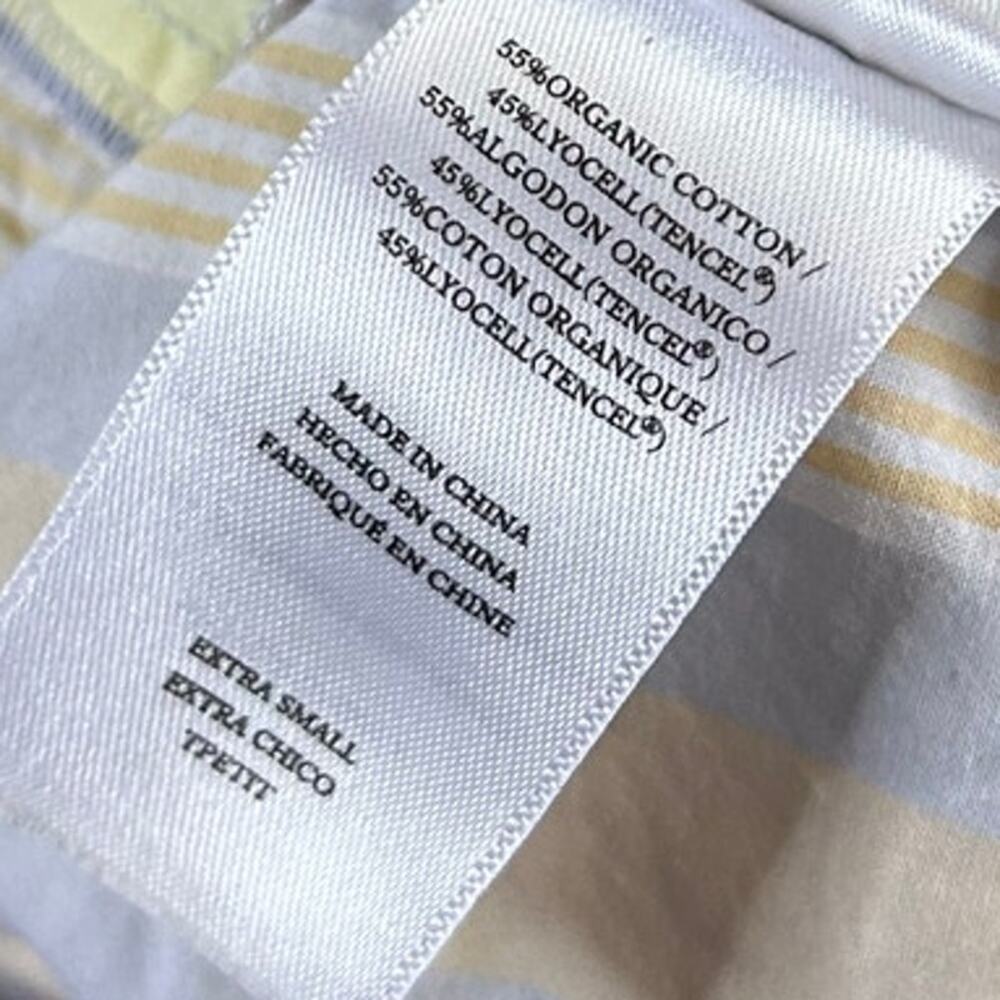 55%ORGANIC COTTON /
45%LYOCELL(TENCEL®)
55%ALGODON ORGANICO /
45%LYOCELL(TENCEL®)
55%COTON ORGANIQUE /
45%LYOCELL(TENCEL®)
MADE IN CHINA
HECHO EN CHINA
FABRIQUÉ EN CHINE
EXTRA SMALL
EXTRA CHICO
TPETIT